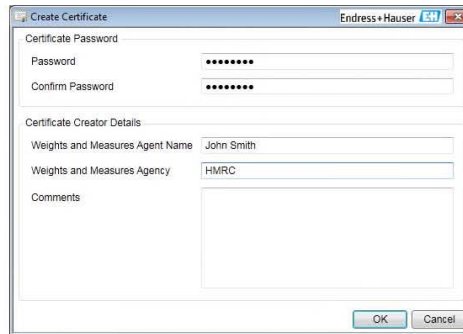 Create Certificate
Endress+Hauser EH
Certificate Password
Password ●●●●●●●●
Confirm Password ●●●●●●●●
Certificate Creator Details
Weights and Measures Agent Name John Smith
Weights and Measures Agency HMRC
Comments
OK Cancel